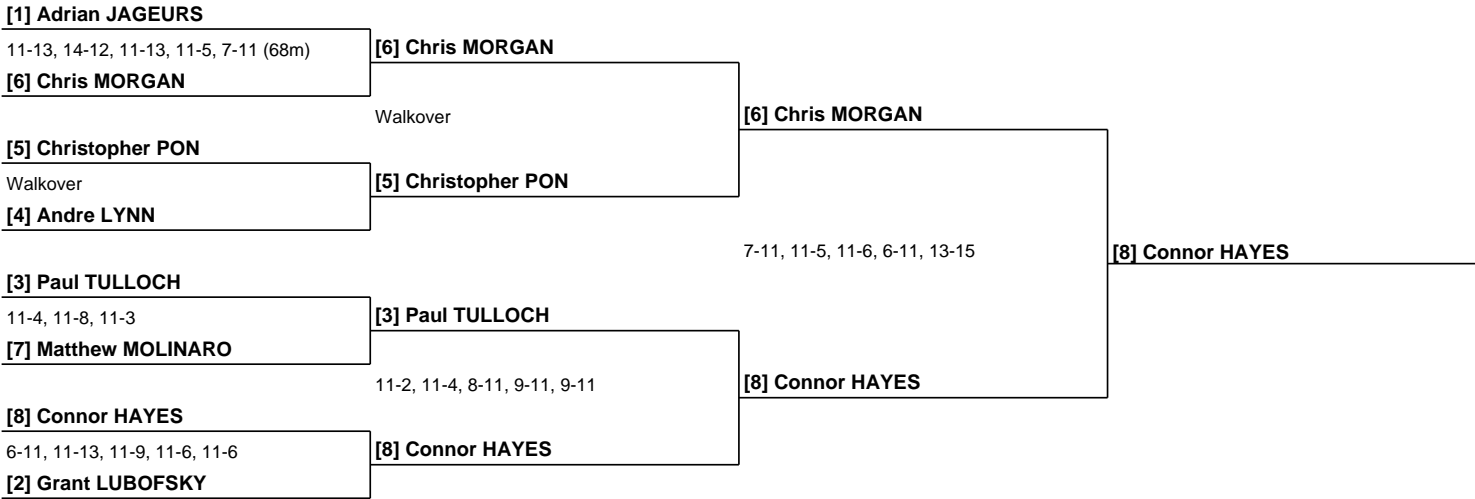 [1] Adrian JAGEURS
11-13, 14-12, 11-13, 11-5, 7-11 (68m)
[6] Chris MORGAN
[6] Chris MORGAN
Walkover
[6] Chris MORGAN
[5] Christopher PON
Walkover
[5] Christopher PON
[4] Andre LYNN
7-11, 11-5, 11-6, 6-11, 13-15
[8] Connor HAYES
[3] Paul TULLOCH
11-4, 11-8, 11-3
[3] Paul TULLOCH
[7] Matthew MOLINARO
11-2, 11-4, 8-11, 9-11, 9-11
[8] Connor HAYES
[8] Connor HAYES
6-11, 11-13, 11-9, 11-6, 11-6
[8] Connor HAYES
[2] Grant LUBOFSKY